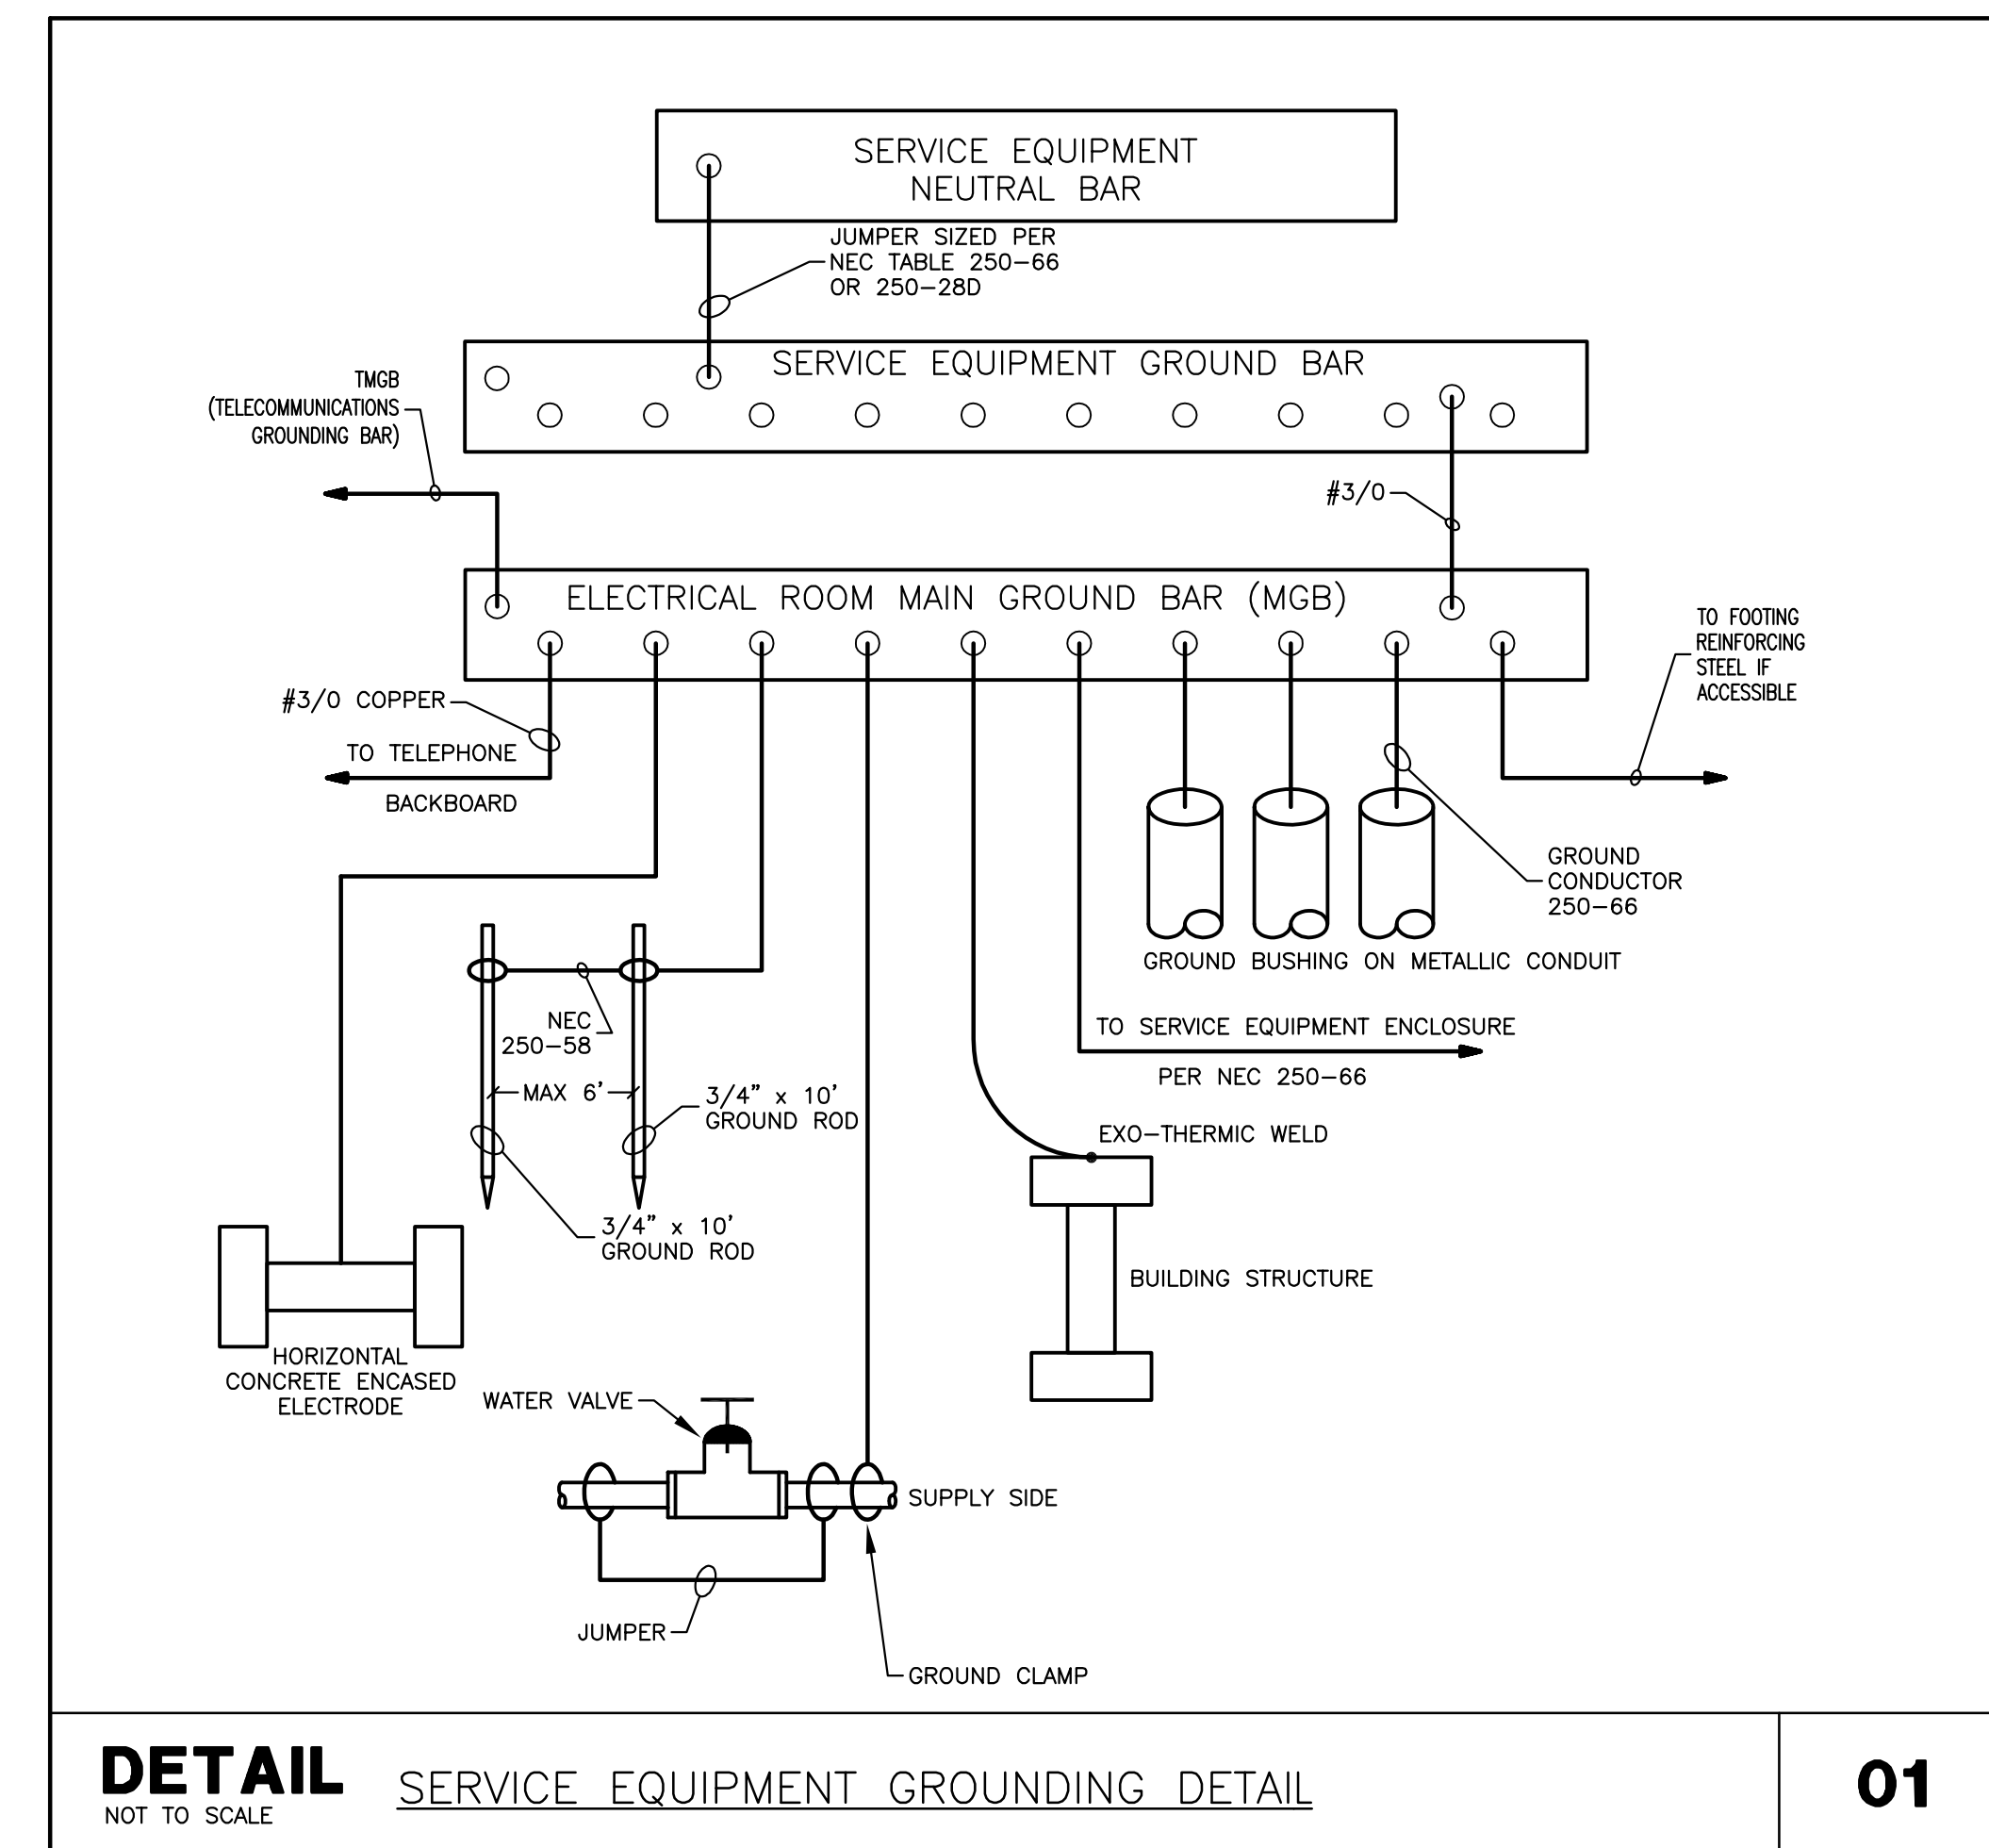 SERVICE EQUIPMENT
NEUTRAL BAR
JUMPER SIZED PER
NEC TABLE 250-66
OR 250-28D
SERVICE EQUIPMENT GROUND BAR
TMGB
(TELECOMMUNICATIONS
GROUNDING BAR)
#3/0
ELECTRICAL ROOM MAIN GROUND BAR (MGB)
TO FOOTING
REINFORCING
STEEL IF
ACCESSIBLE
#3/0 COPPER
TO TELEPHONE
BACKBOARD
GROUND
CONDUCTOR
250-66
GROUND BUSHING ON METALLIC CONDUIT
NEC
250-58
TO SERVICE EQUIPMENT ENCLOSURE
PER NEC 250-66
MAX 6'
3/4" x 10'
GROUND ROD
EXO-THERMIC WELD
3/4" x 10'
GROUND ROD
BUILDING STRUCTURE
HORIZONTAL
CONCRETE ENCASED
ELECTRODE
WATER VALVE
SUPPLY SIDE
JUMPER
GROUND CLAMP
DETAIL
NOT TO SCALE
SERVICE EQUIPMENT GROUNDING DETAIL
01